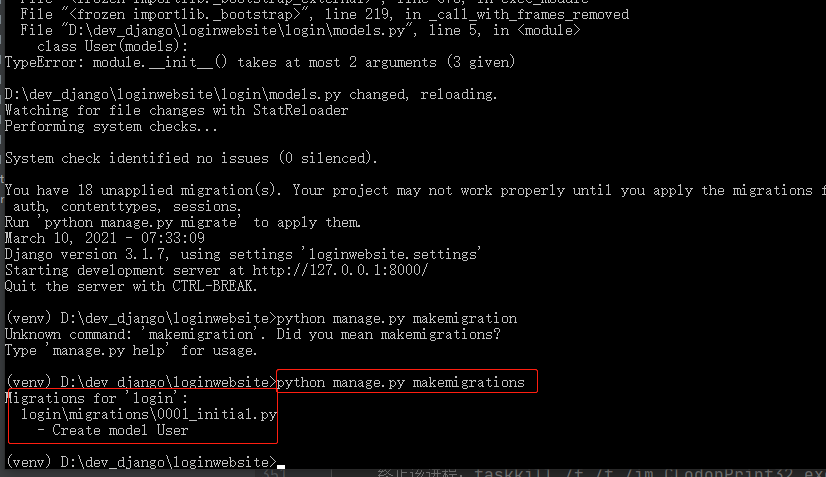 File "<frozen importlib._bootstrap>", line 219, in _call_with_frames_removed
File "D:\dev_django\loginwebsite\login\models.py", line 5, in <module>
class User(models):
TypeError: module.__init__() takes at most 2 arguments (3 given)
D:\dev_django\loginwebsite\login\models.py changed, reloading.
Watching for file changes with StatReloader
Performing system checks...
System check identified no issues (0 silenced).
You have 18 unapplied migration(s). Your project may not work properly until you apply the migrations f
auth, contenttypes, sessions.
Run 'python manage.py migrate' to apply them.
March 10, 2021 - 07:33:09
Django version 3.1.7, using settings 'loginwebsite.settings'
Starting development server at http://127.0.0.1:8000/
Quit the server with CTRL-BREAK.
(venv) D:\dev_django\loginwebsite>python manage.py makemigration
Unknown command: 'makemigration'. Did you mean makemigrations?
Type 'manage.py help' for usage.
(venv) D:\dev_django\loginwebsite>python manage.py makemigrations
Migrations for 'login':
login\migrations\0001_initial.py
- Create model User
(venv) D:\dev_django\loginwebsite>